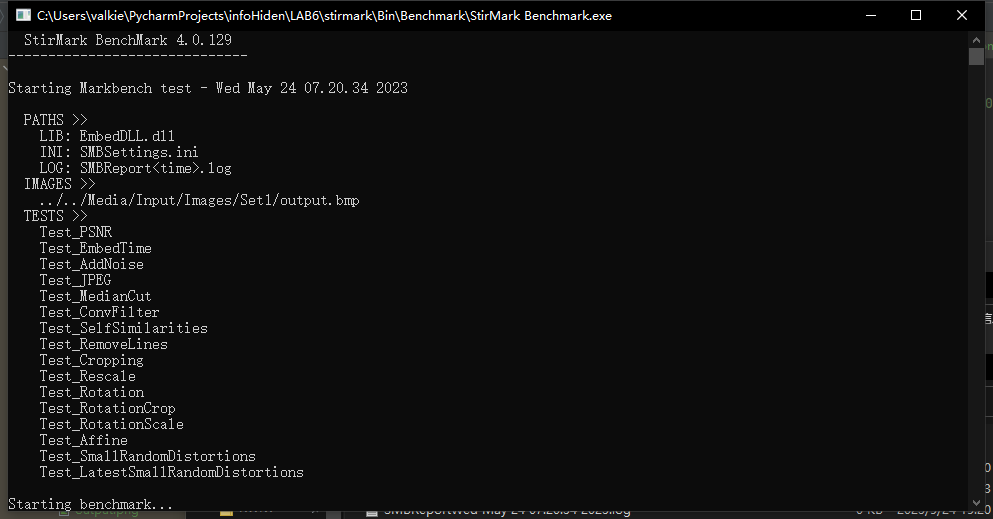 C:\Users\valkie\PycharmProjects\infoHiden\LAB6\stirmark\Bin\Benchmark\StirMark Benchmark.exe
StirMark BenchMark 4.0.129
------------------------------
Starting Markbench test - Wed May 24 07.20.34 2023
PATHS >>
LIB: EmbedDLL.dll
INI: SMBSettings.ini
LOG: SMBReport<time>.log
IMAGES >>
../../Media/Input/Images/Set1/output.bmp
TESTS >>
Test_PSNR
Test_EmbedTime
Test_AddNoise
Test_JPEG
Test_MedianCut
Test_ConvFilter
Test_SelfSimilarities
Test_RemoveLines
Test_Cropping
Test_Rescale
Test_Rotation
Test_RotationCrop
Test_RotationScale
Test_Affine
Test_SmallRandomDistortions
Test_LatestSmallRandomDistortions
Starting benchmark...